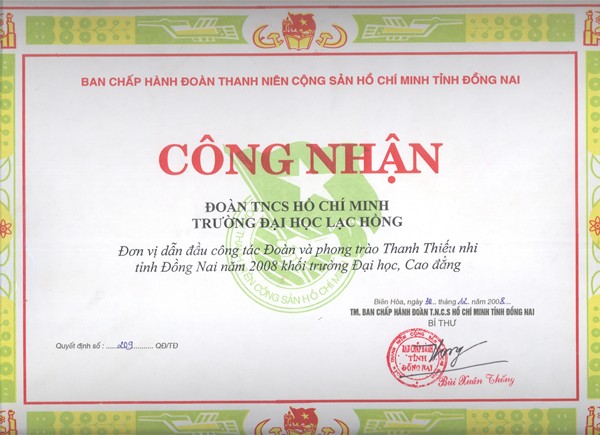 BAN CHẤP HÀNH ĐOÀN THANH NIÊN CỘNG SẢN HỒ CHÍ MINH TỈNH ĐỒNG NAI
CÔNG NHẬN
ĐOÀN TNCS HỒ CHÍ MINH
TRƯỜNG ĐẠI HỌC LẠC HỒNG
Đơn vị dẫn đầu công tác Đoàn và phong trào Thanh Thiếu nhi
tỉnh Đồng Nai năm 2008 khối trường Đại học, Cao đẳng
Biên Hòa, ngày 30 tháng 12 năm 2008
TM. BAN CHẤP HÀNH ĐOÀN T.N.C.S HỒ CHÍ MINH TỈNH ĐỒNG NAI
BÍ THƯ
Quyết định số : ......209........... QĐ/TĐ
TỈNH
ĐỒNG NAI
Bùi Xuân Thống